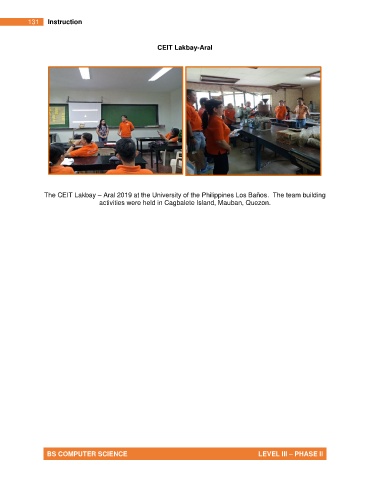 131 Instruction
CEIT Lakbay-Aral
The CEIT Lakbay – Aral 2019 at the University of the Philippines Los Baños. The team building
activities were held in Cagbalete Island, Mauban, Quezon.
BS COMPUTER SCIENCE LEVEL III – PHASE II